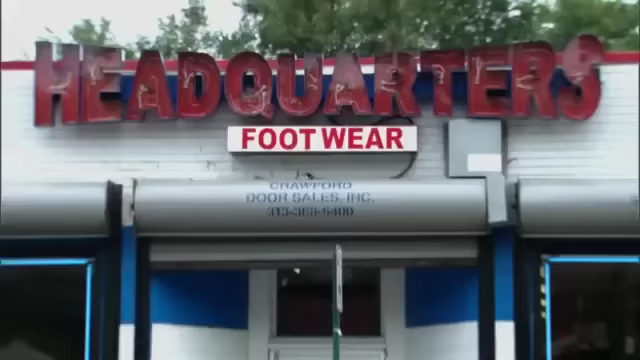 HEADQUARTERS
FOOTWEAR
CRAWFORD
DOOR SALES, INC.